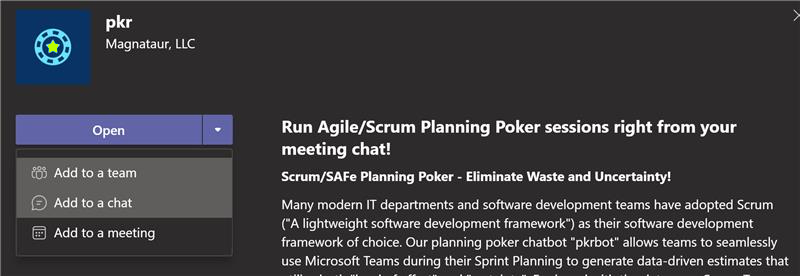 pkr
Magnataur, LLC
Open
Add to a team
Add to a chat
Add to a meeting
Run Agile/Scrum Planning Poker sessions right from your
meeting chat!
Scrum/SAFe Planning Poker - Eliminate Waste and Uncertainty!
Many modern IT departments and software development teams have adopted Scrum
("A lightweight software development framework") as their software development
framework of choice. Our planning poker chatbot "pkrbot" allows teams to seamlessly
use Microsoft Teams during their Sprint Planning to generate data-driven estimates that